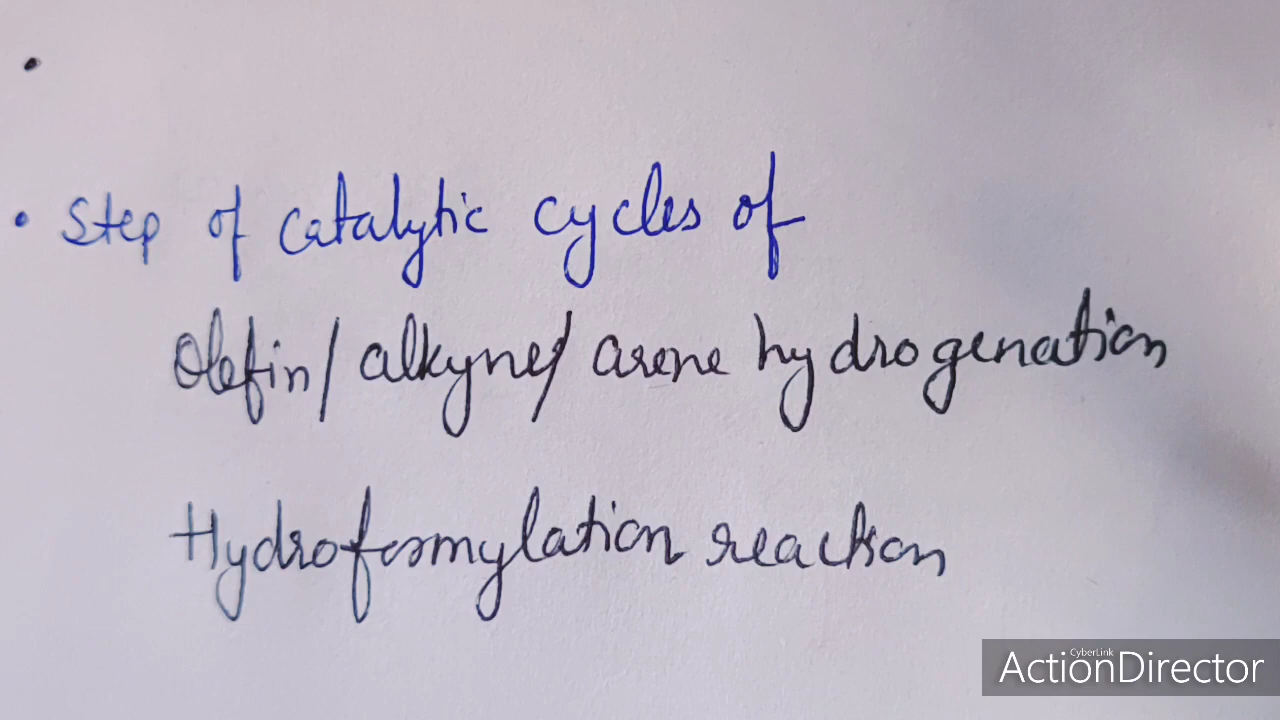 • Step of catalytic cycles of
Olefin/ alkyne/ arene hydrogenation
Hydroformylation reaction
CyberLink
ActionDirector